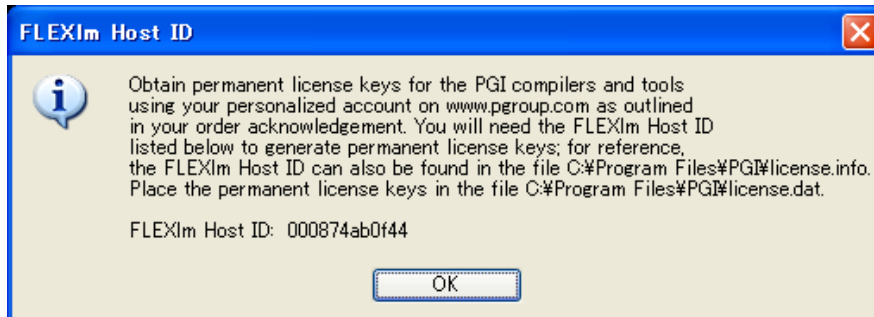 FLEXlm Host ID
Obtain permanent license keys for the PGI compilers and tools
using your personalized account on www.pgroup.com as outlined
in your order acknowledgement. You will need the FLEXlm Host ID
listed below to generate permanent license keys; for reference,
the FLEXlm Host ID can also be found in the file C:¥Program Files¥PGI¥license.info.
Place the permanent license keys in the file C:¥Program Files¥PGI¥license.dat.
FLEXlm Host ID: 000874ab0f44
OK